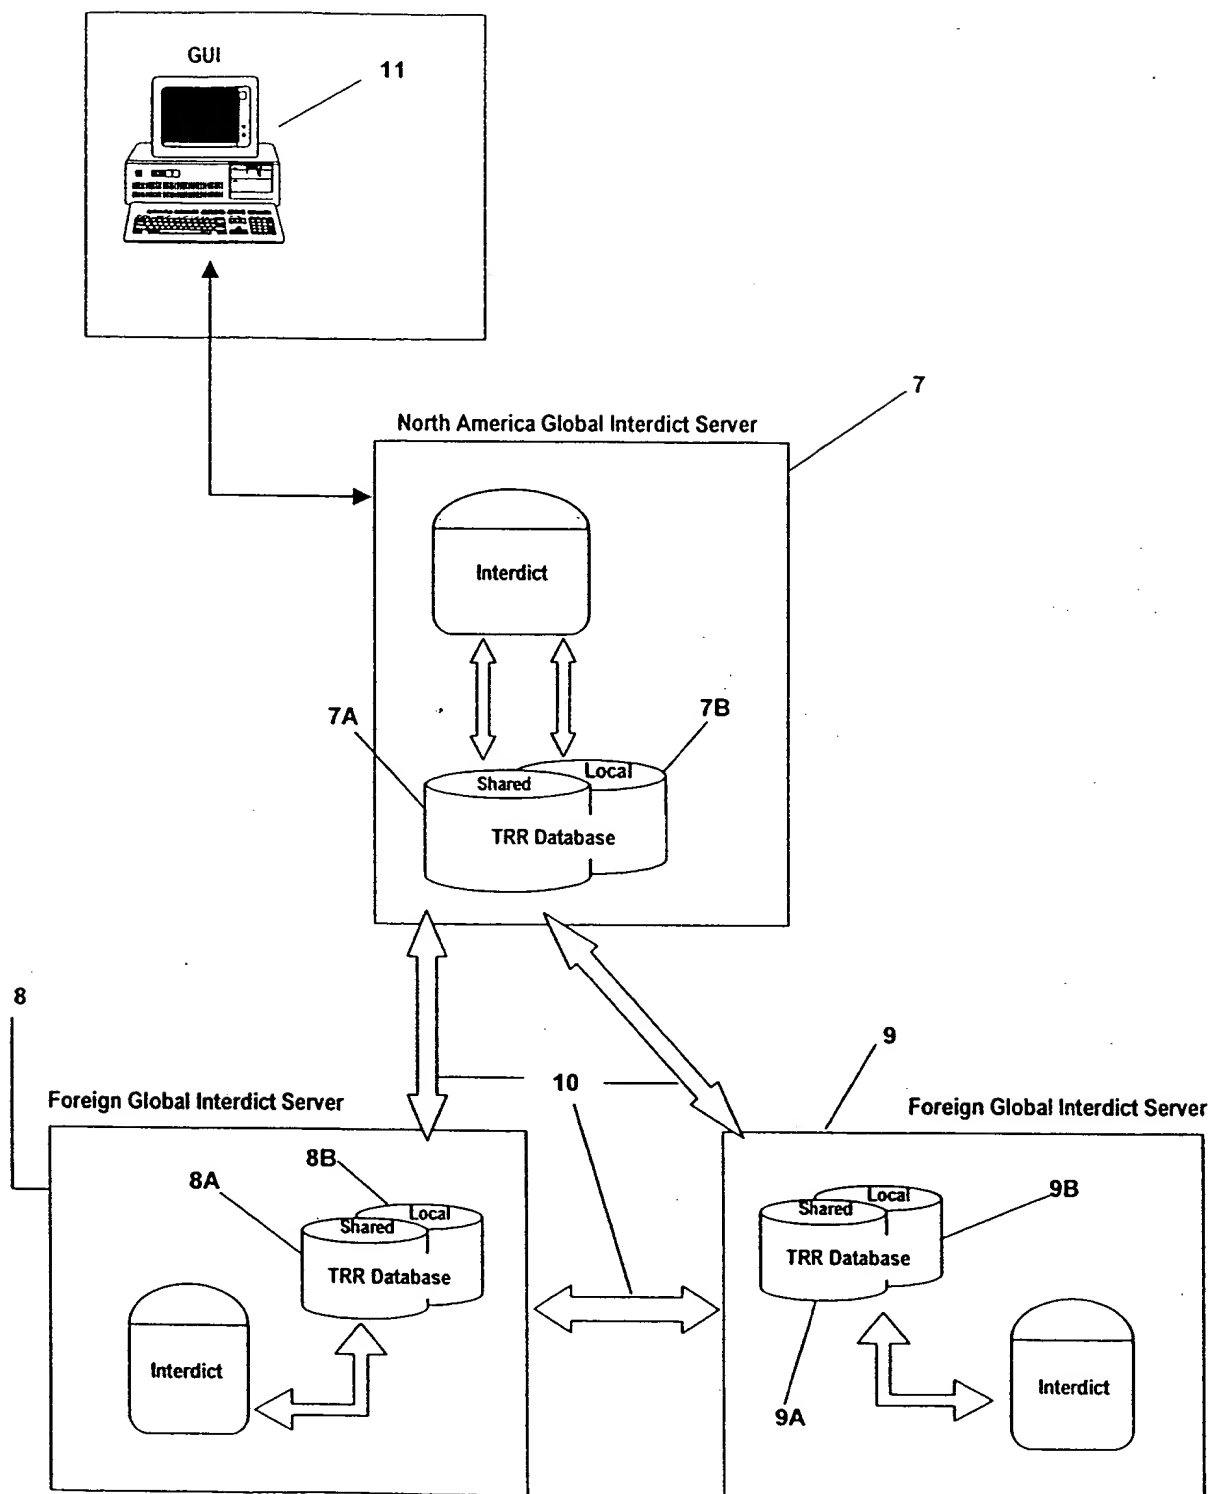 GUI
11
7
North America Global Interdict Server
Interdict
7A
7B
Shared
Local
TRR Database
8
9
10
Foreign Global Interdict Server
Foreign Global Interdict Server
8A
8B
Shared
Local
TRR Database
Interdict
9B
Shared
Local
TRR Database
9A
Interdict